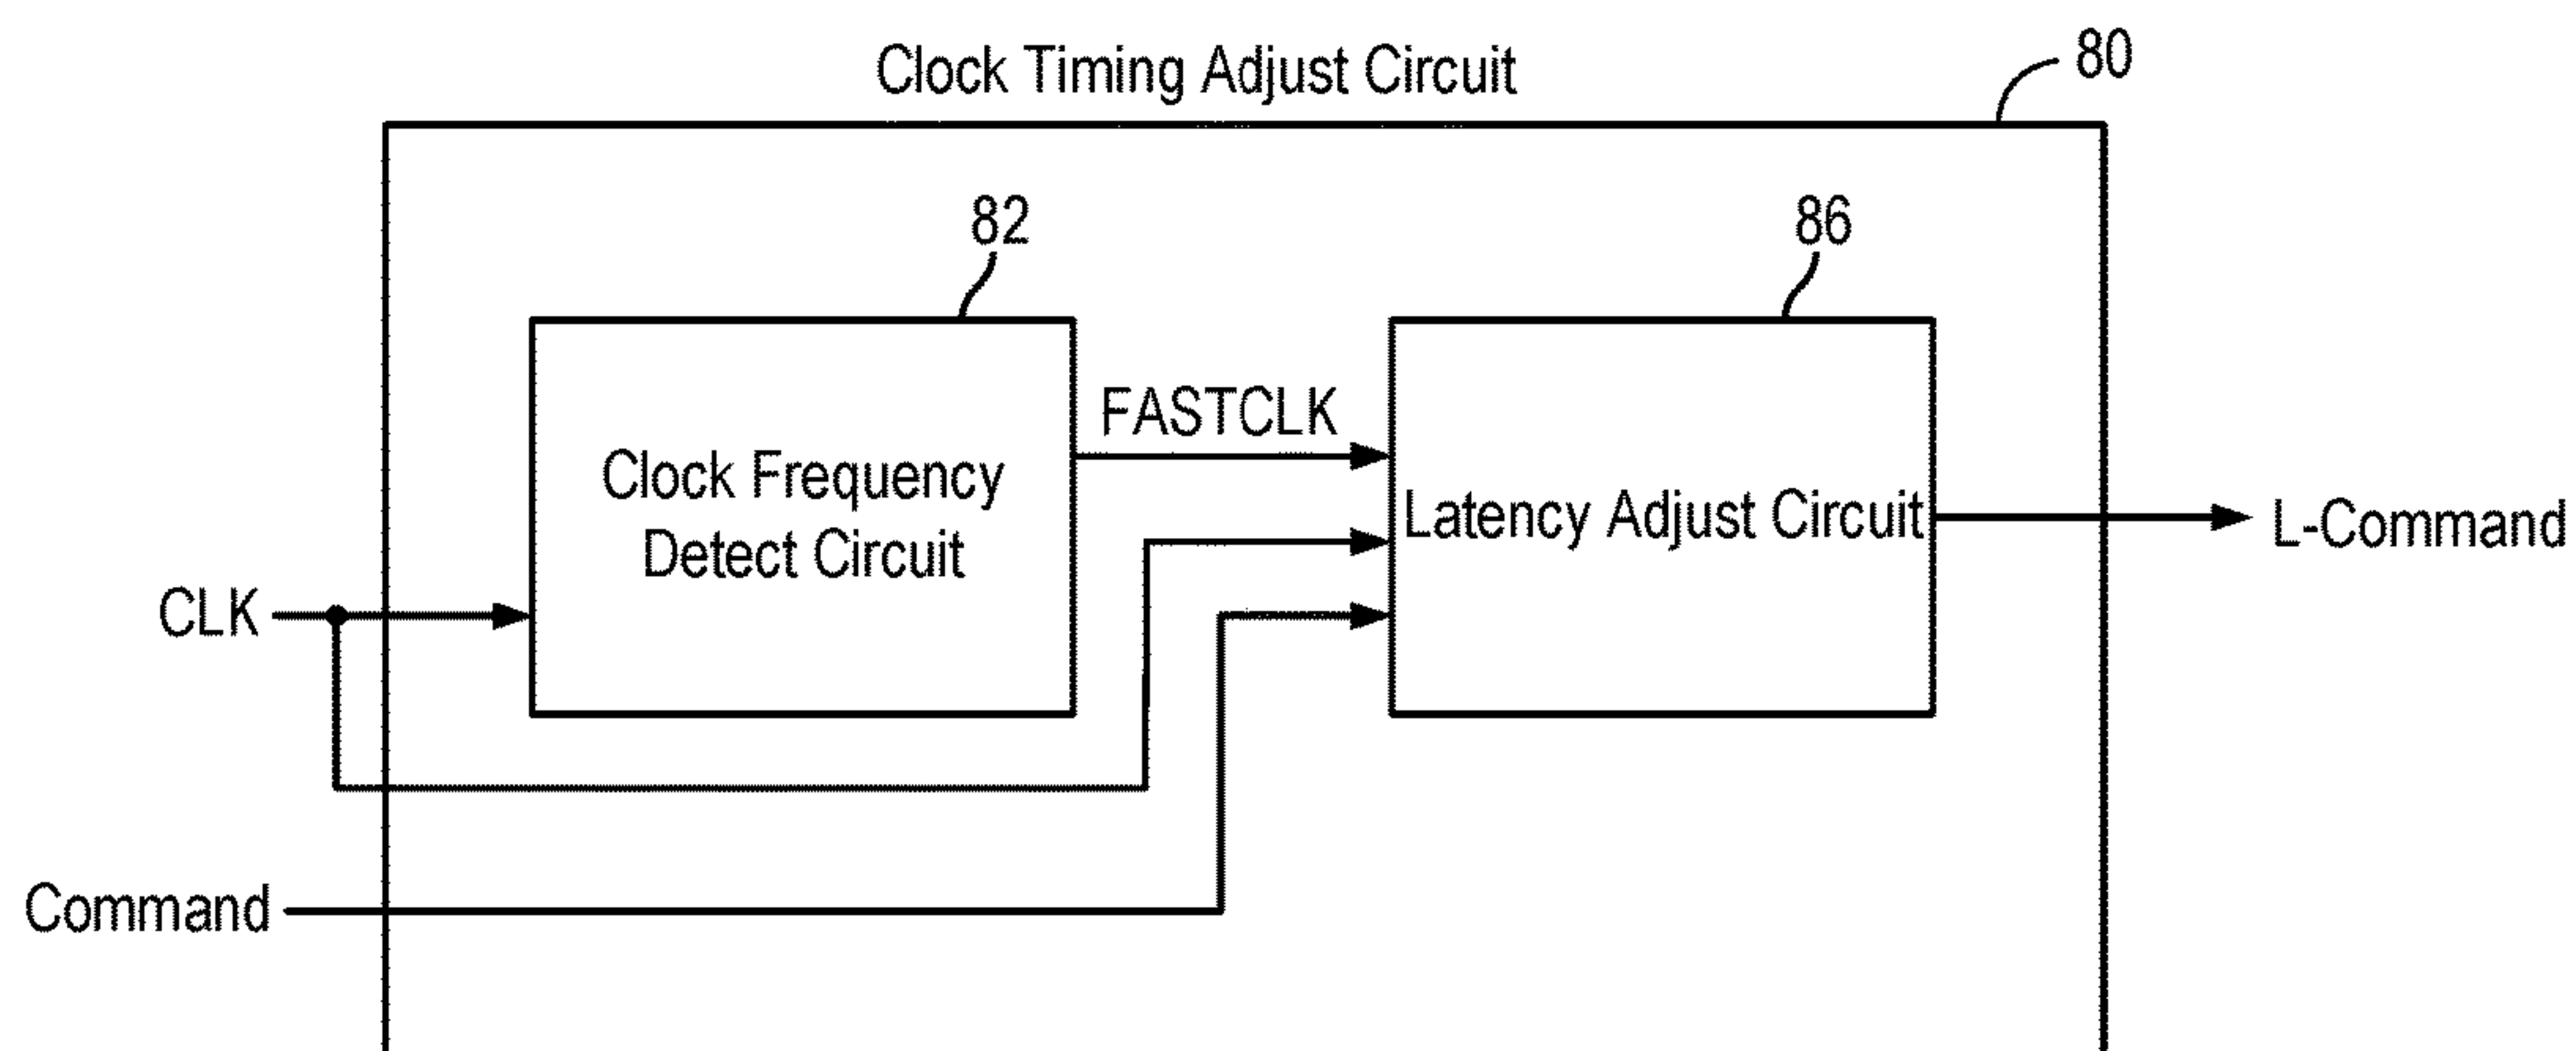 Clock Timing Adjust Circuit
80
82
86
FASTCLK
Clock Frequency
Detect Circuit
Latency Adjust Circuit
L-Command
CLK
Command